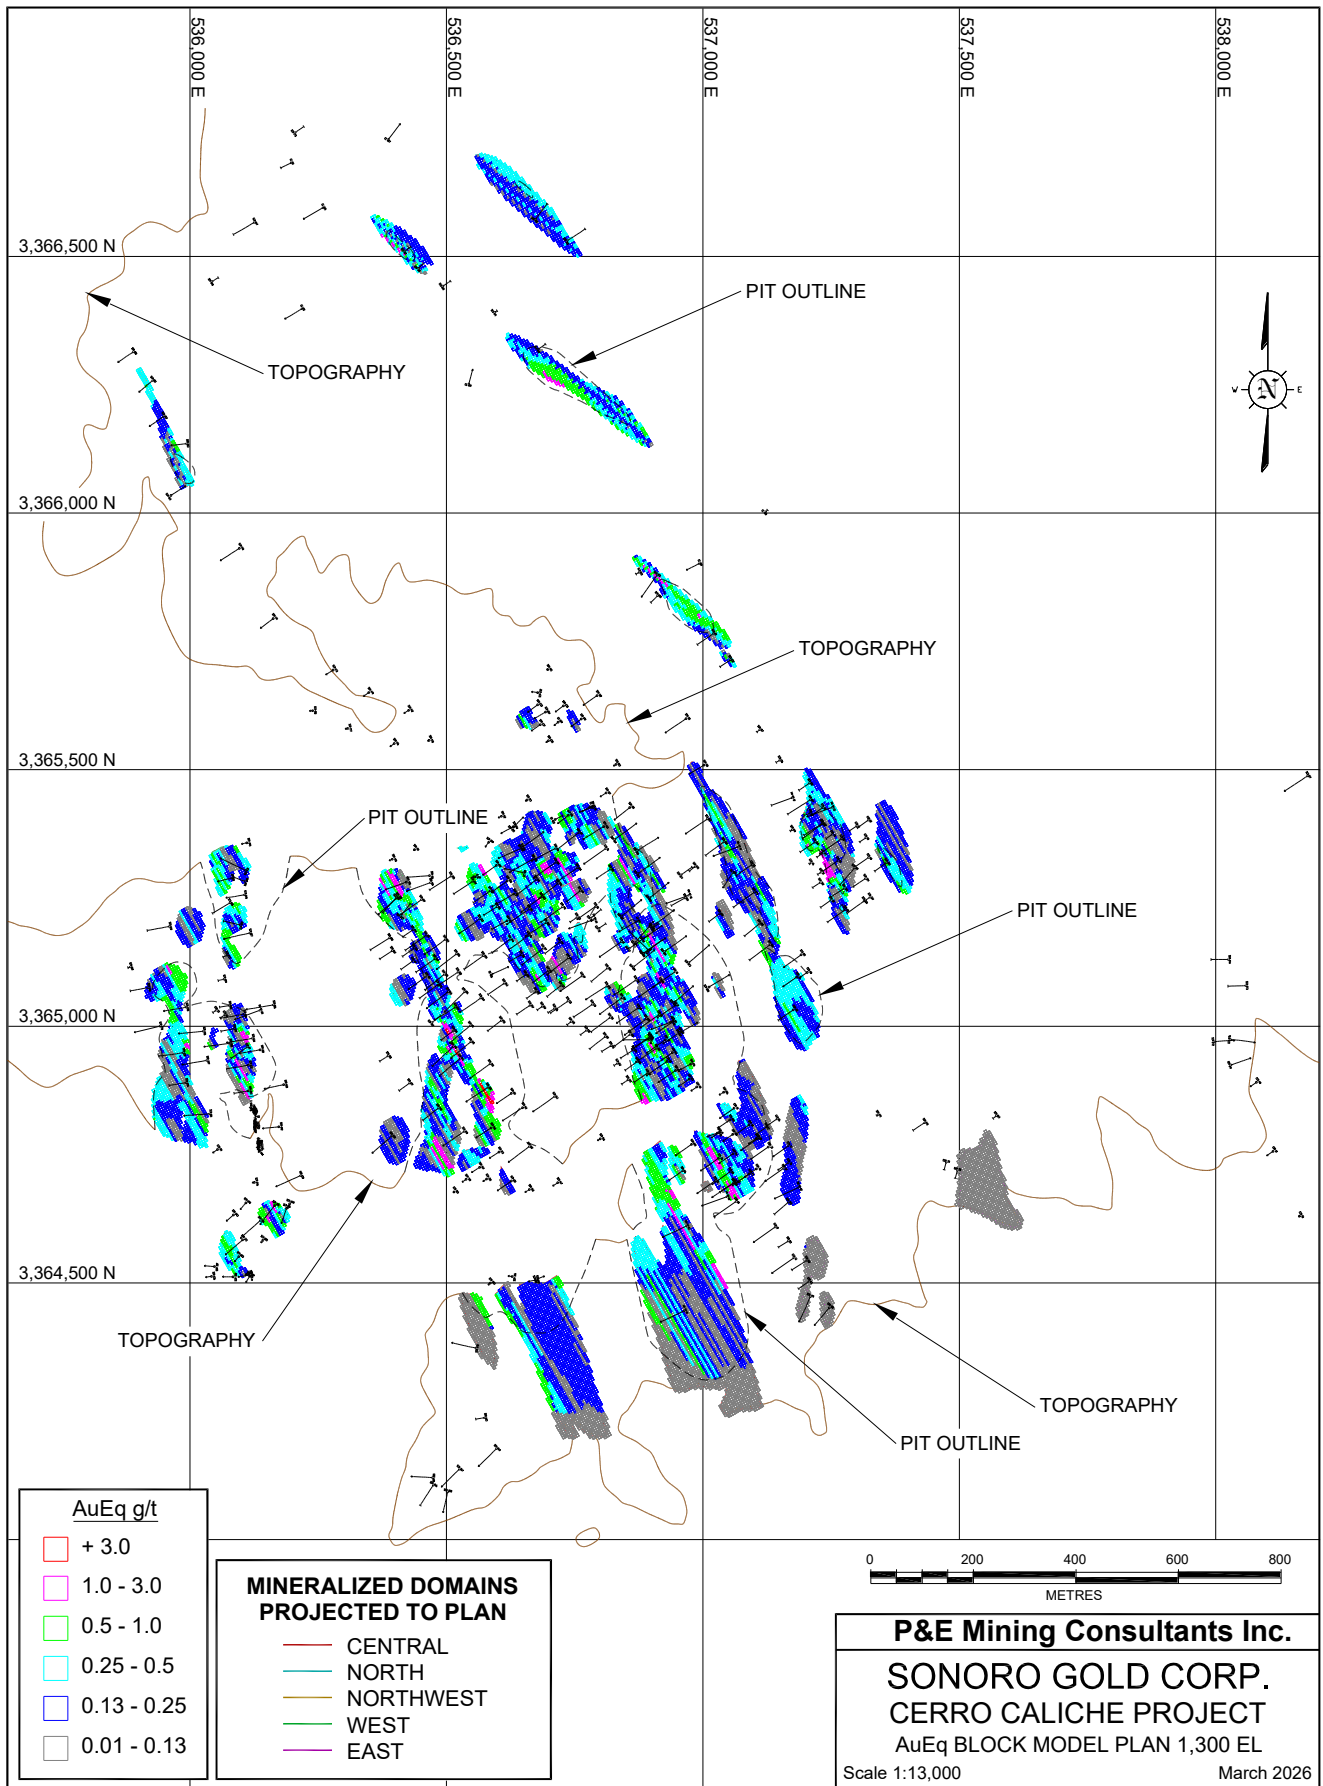 536,000 E
536,500 E
537,000 E
537,500 E
538,000 E
3,366,500 N
PIT OUTLINE
TOPOGRAPHY
W
N
E
3,366,000 N
TOPOGRAPHY
3,365,500 N
PIT OUTLINE
PIT OUTLINE
3,365,000 N
3,364,500 N
TOPOGRAPHY
TOPOGRAPHY
PIT OUTLINE
AuEq g/t
+ 3.0
1.0 - 3.0
0.5 - 1.0
0.25 - 0.5
0.13 - 0.25
0.01 - 0.13
MINERALIZED DOMAINS
PROJECTED TO PLAN
CENTRAL
NORTH
NORTHWEST
WEST
EAST
0 200 400 600 800
METRES
P&E Mining Consultants Inc.
SONORO GOLD CORP.
CERRO CALICHE PROJECT
AuEq BLOCK MODEL PLAN 1,300 EL
Scale 1:13,000 March 2026